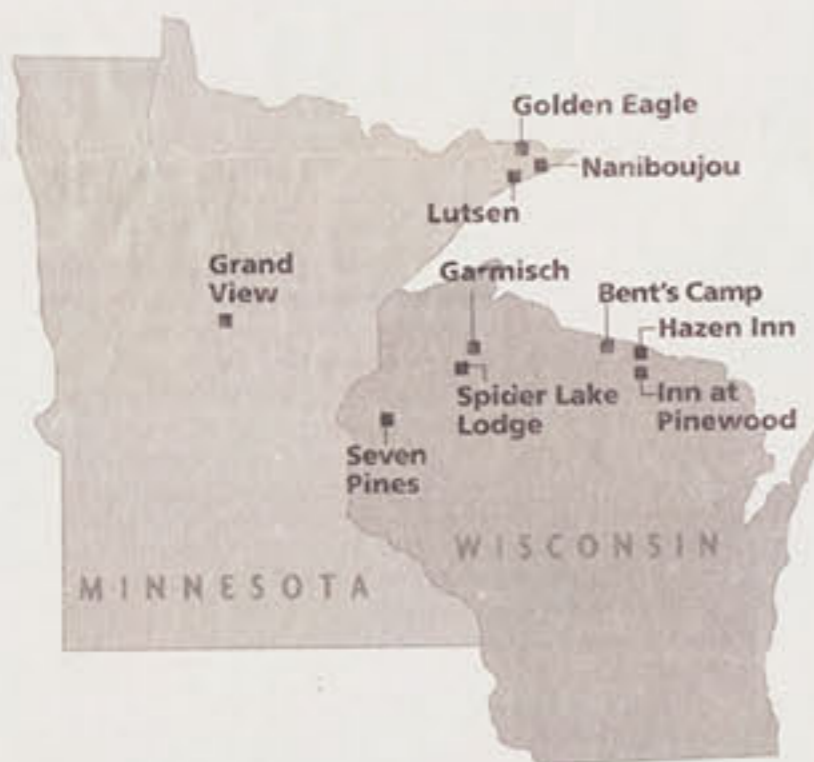 Golden Eagle
Naniboujou
Lutsen
Grand
View
Garmisch
Bent's Camp
Hazen Inn
Spider Lake
Lodge
Inn at
Pinewood
Seven
Pines
WISCONSIN
MINNESOTA